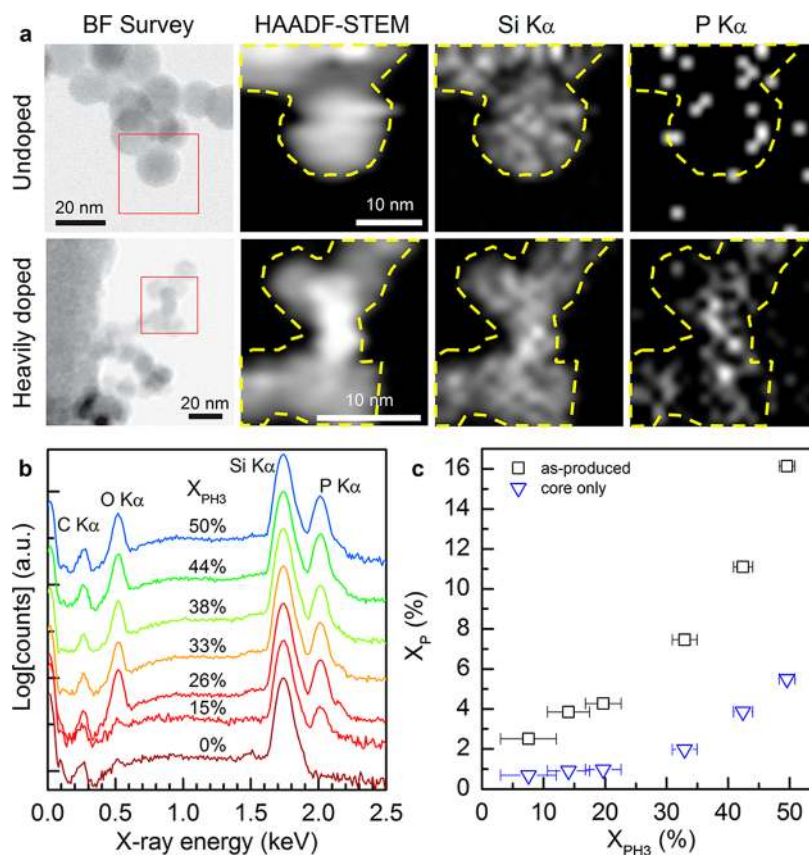 BF Survey HAADF-STEM Si Kα P Kα
a
Undoped
20 nm
10 nm
Heavily doped
20 nm
10 nm
b
Log[counts] (a.u.)
C Kα
O Kα
Si Kα
P Kα
X_PH3
50%
44%
38%
33%
26%
15%
0%
0.0 0.5 1.0 1.5 2.0 2.5
X-ray energy (keV)
c
X_P (%)
16
14
12
10
8
6
4
2
0
as-produced
core only
0 10 20 30 40 50
X_PH3 (%)